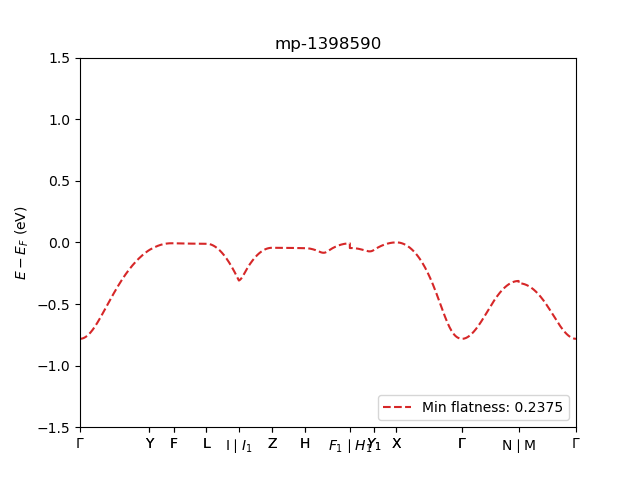 mp-1398590
E − E_F (eV)
1.5
1.0
0.5
0.0
−0.5
−1.0
−1.5
Min flatness: 0.2375
Γ Y F L I | I₁ Z H F₁ | H₁ Y₁ X Γ N | M Γ